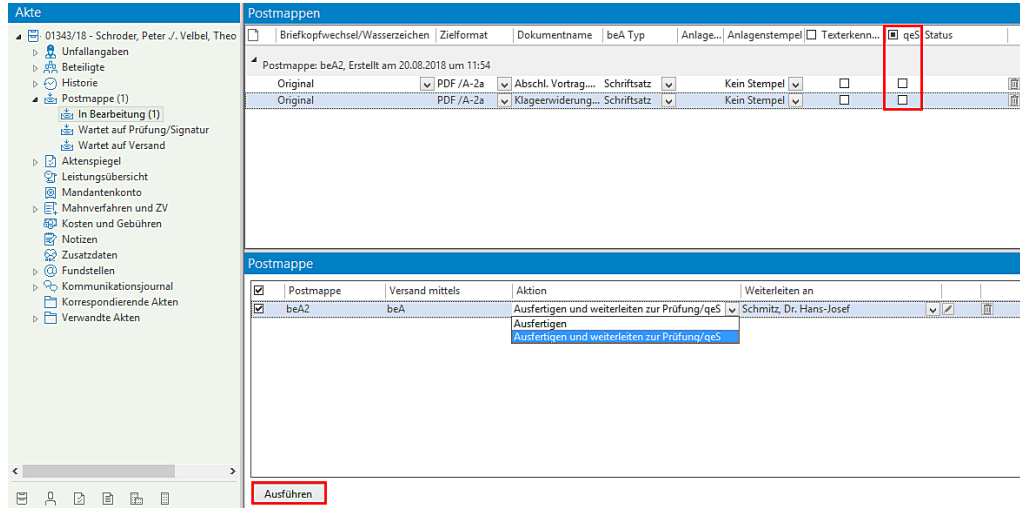 Akte
01343/18 - Schroder, Peter ./. Velbel, Theo
Unfallangaben
Beteiligte
Historie
Postmappe (1)
In Bearbeitung (1)
Wartet auf Prüfung/Signatur
Wartet auf Versand
Aktenspiegel
Leistungsübersicht
Mandantenkonto
Mahnverfahren und ZV
Kosten und Gebühren
Notizen
Zusatzdaten
Fundstellen
Kommunikationsjournal
Korrespondierende Akten
Verwandte Akten
Postmappen
Briefkopfwechsel/Wasserzeichen Zielformat Dokumentname beA Typ Anlage... Anlagenstempel Texterkenn... qeS Status
Postmappe: beA2, Erstellt am 20.08.2018 um 11:54
Original PDF /A-2a Abschl. Vortrag.... Schriftsatz Kein Stempel
Original PDF /A-2a Klageerwiderung... Schriftsatz Kein Stempel
Postmappe
Postmappe Versand mittels Aktion Weiterleiten an
beA2 beA Ausfertigen und weiterleiten zur Prüfung/qeS Schmitz, Dr. Hans-Josef
Ausfertigen
Ausfertigen und weiterleiten zur Prüfung/qeS
Ausführen